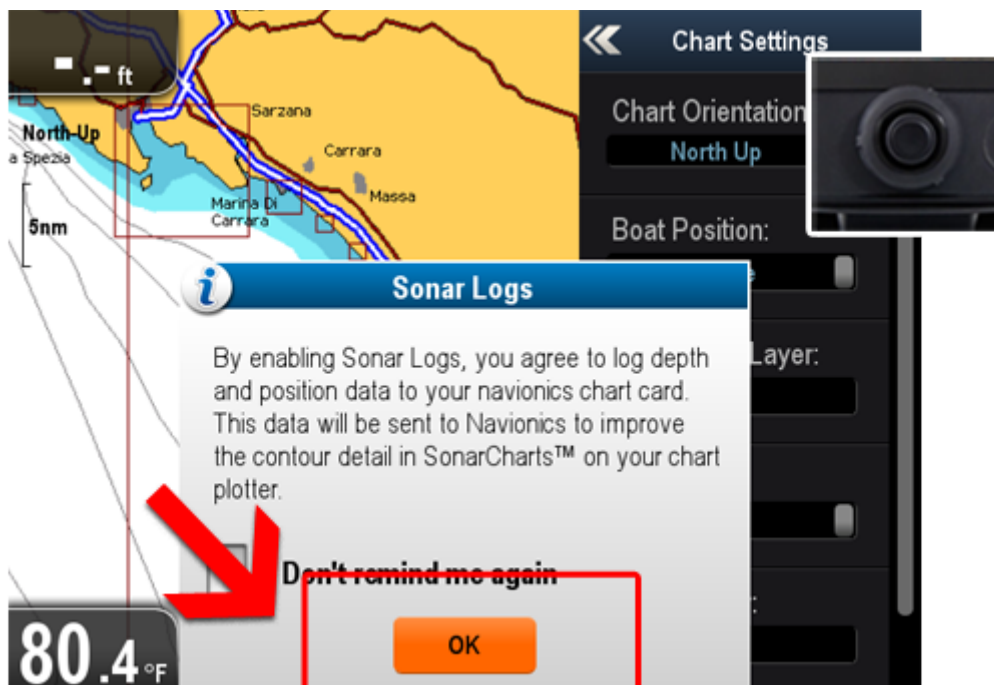 -.- ft
North-Up
a Spezia
5nm
Sarzana
Carrara
Massa
Marina Di
Carrara
Chart Settings
Chart Orientation
North Up
Boat Position:
Layer:
Sonar Logs
By enabling Sonar Logs, you agree to log depth
and position data to your navionics chart card.
This data will be sent to Navionics to improve
the contour detail in SonarCharts™ on your chart
plotter.
Don't remind me again
OK
80.4°F